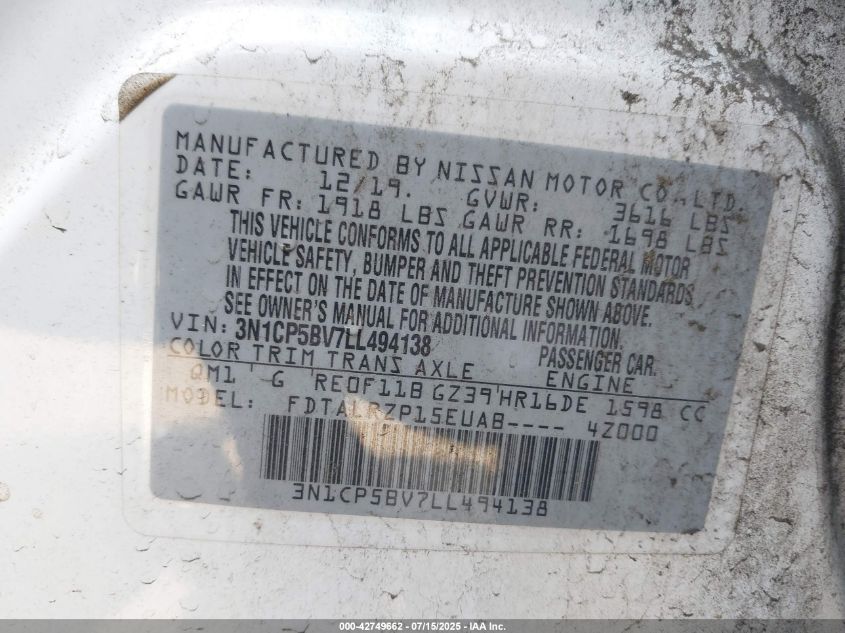 MANUFACTURED BY NISSAN MOTOR CO., LTD.
DATE: 12/19. GVWR: 3616 LBS
GAWR FR: 1918 LBS GAWR RR: 1698 LBS
THIS VEHICLE CONFORMS TO ALL APPLICABLE FEDERAL MOTOR
VEHICLE SAFETY, BUMPER AND THEFT PREVENTION STANDARDS
IN EFFECT ON THE DATE OF MANUFACTURE SHOWN ABOVE.
SEE OWNER'S MANUAL FOR ADDITIONAL INFORMATION.
VIN: 3N1CP5BV7LL494138 PASSENGER CAR.
COLOR TRIM TRANS AXLE ENGINE
QM1 G RE0F11B GZ39 HR16DE 1598 CC
MODEL: FDTALRZP15EUAB---- 4Z000
3N1CP5BV7LL494138
000-42749662 - 07/15/2025 - IAA Inc.